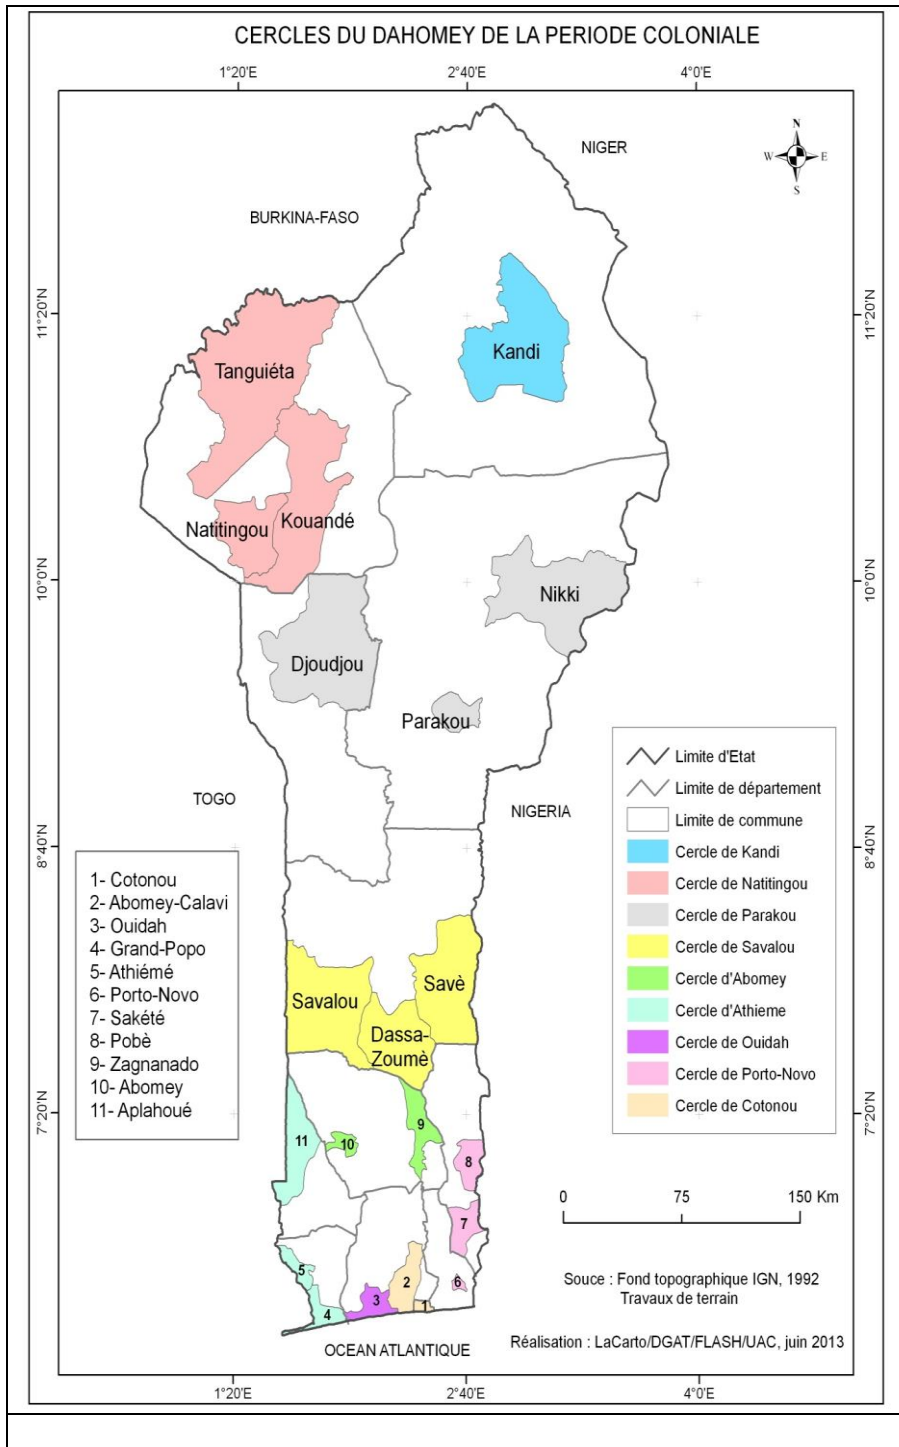 CERCLES DU DAHOMEY DE LA PERIODE COLONIALE
1°20'E
2°40'E
4°0'E
NIGER
N
W
E
S
BURKINA-FASO
11°20'N
11°20'N
Kandi
Tanguiéta
Natitingou
Kouandé
10°0'N
10°0'N
Nikki
Djoudjou
Parakou
TOGO
NIGERIA
Limite d'Etat
Limite de département
Limite de commune
Cercle de Kandi
Cercle de Natitingou
Cercle de Parakou
Cercle de Savalou
Cercle d'Abomey
Cercle d'Athieme
Cercle de Ouidah
Cercle de Porto-Novo
Cercle de Cotonou
8°40'N
8°40'N
1- Cotonou
2- Abomey-Calavi
3- Ouidah
4- Grand-Popo
5- Athiémé
6- Porto-Novo
7- Sakété
8- Pobè
9- Zagnanado
10- Abomey
11- Aplahoué
Savalou
Savè
Dassa-
Zoumè
7°20'N
7°20'N
11
10
9
8
7
6
5
4
3
2
1
0
75
150 Km
Souce : Fond topographique IGN, 1992
Travaux de terrain
Réalisation : LaCarto/DGAT/FLASH/UAC, juin 2013
OCEAN ATLANTIQUE
1°20'E
2°40'E
4°0'E